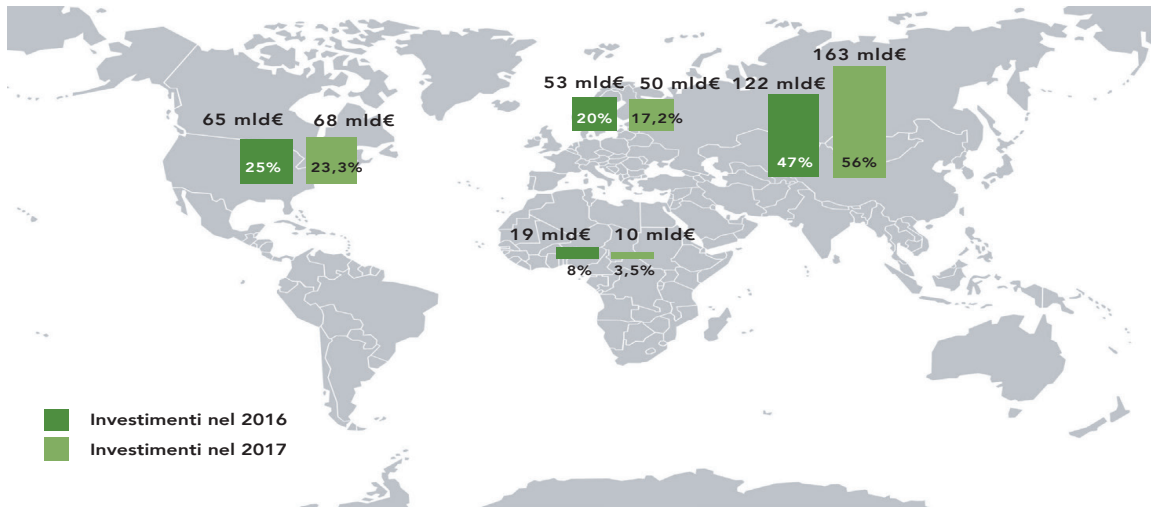 163 mld€
53 mld€ 50 mld€ 122 mld€
20% 17,2%
65 mld€ 68 mld€
25% 23,3%
47% 56%
19 mld€ 10 mld€
8% 3,5%
Investimenti nel 2016
Investimenti nel 2017